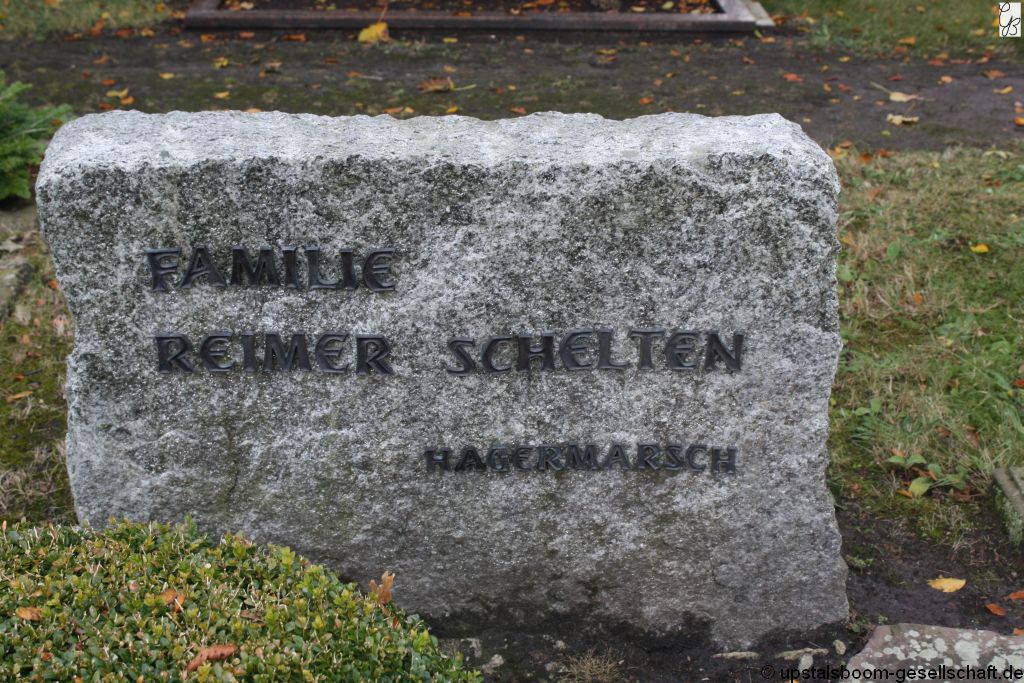 FAMILIE
REIMER SCHELTEN
HAGERMARSCH
© upstalsboom-gesellschaft.de